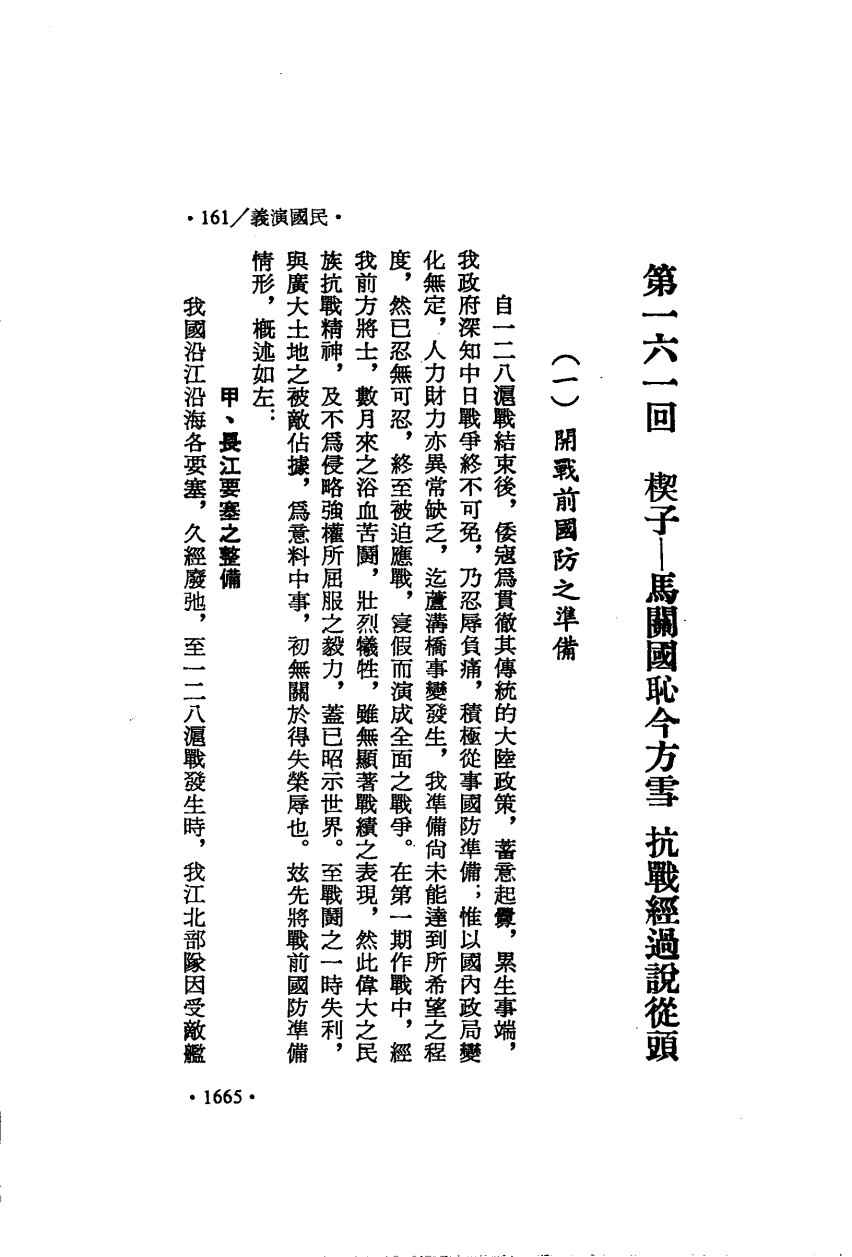 ·161／義演國民·
第一六一回　楔子—馬關國恥今方雪　抗戰經過說從頭
（一）開戰前國防之準備
自一二八滬戰結束後，倭寇爲貫徹其傳統的大陸政策，蓄意起釁，累生事端，
我政府深知中日戰爭終不可免，乃忍辱負痛，積極從事國防準備；惟以國內政局變
化無定，人力財力亦異常缺乏，迄蘆溝橋事變發生，我準備尙未能達到所希望之程
度，然已忍無可忍，終至被迫應戰，寖假而演成全面之戰爭。在第一期作戰中，經
我前方將士，數月來之浴血苦鬪，壯烈犧牲，雖無顯著戰績之表現，然此偉大之民
族抗戰精神，及不爲侵略強權所屈服之毅力，蓋已昭示世界。至戰鬪之一時失利，
與廣大土地之被敵佔據，爲意料中事，初無關於得失榮辱也。玆先將戰前國防準備
情形，概述如左：
甲、長江要塞之整備
我國沿江沿海各要塞，久經廢弛，至一二八滬戰發生時，我江北部隊因受敵艦
·1665·